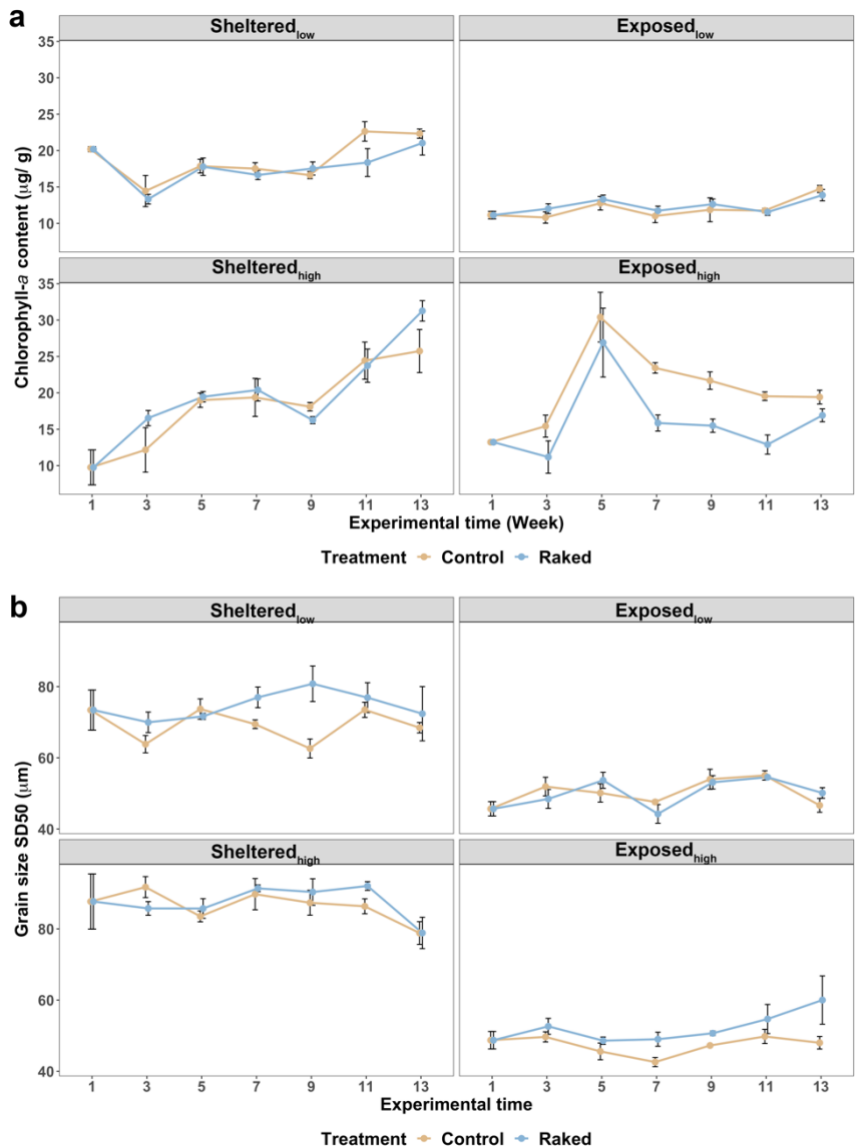 a
Sheltered low Exposed low
35 30 25 20 15 10
Sheltered high Exposed high
35 30 25 20 15 10
Chlorophyll-a content (μg/ g)
1 3 5 7 9 11 13 1 3 5 7 9 11 13
Experimental time (Week)
Treatment Control Raked
b
Sheltered low Exposed low
80 60 40
Sheltered high Exposed high
80 60 40
Grain size SD50 (μm)
1 3 5 7 9 11 13 1 3 5 7 9 11 13
Experimental time
Treatment Control Raked